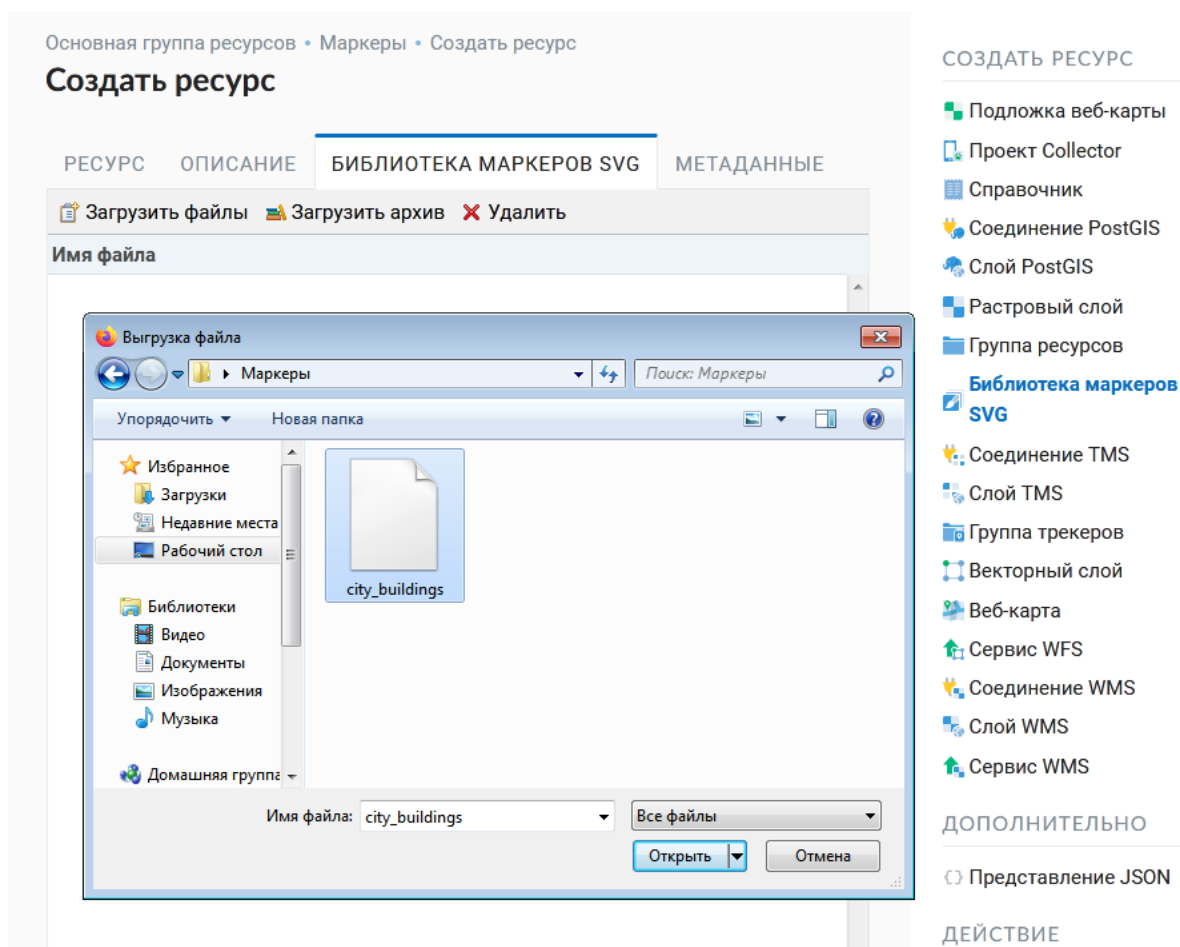 Основная группа ресурсов • Маркеры • Создать ресурс
Создать ресурс
РЕСУРС ОПИСАНИЕ БИБЛИОТЕКА МАРКЕРОВ SVG МЕТАДАННЫЕ
Загрузить файлы Загрузить архив Удалить
Имя файла
Выгрузка файла
Маркеры
Поиск: Маркеры
Упорядочить Новая папка
Избранное
Загрузки
Недавние места
Рабочий стол
Библиотеки
Видео
Документы
Изображения
Музыка
Домашняя группа
city_buildings
Имя файла: city_buildings Все файлы
Открыть Отмена
СОЗДАТЬ РЕСУРС
Подложка веб-карты
Проект Collector
Справочник
Соединение PostGIS
Слой PostGIS
Растровый слой
Группа ресурсов
Библиотека маркеров
SVG
Соединение TMS
Слой TMS
Группа трекеров
Векторный слой
Веб-карта
Сервис WFS
Соединение WMS
Слой WMS
Сервис WMS
ДОПОЛНИТЕЛЬНО
Представление JSON
ДЕЙСТВИЕ